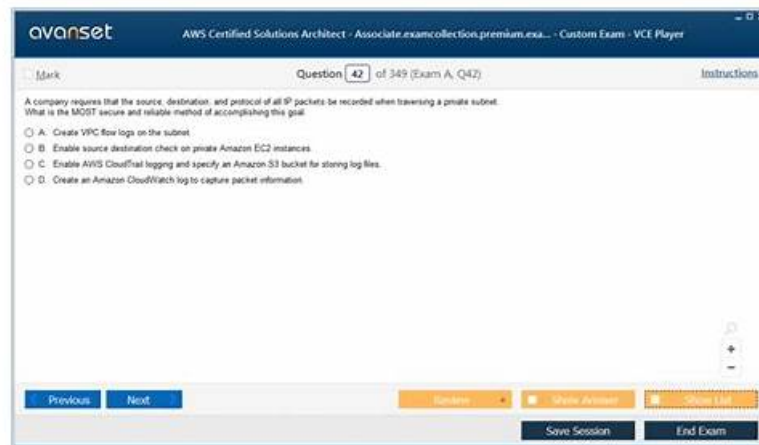 avanset
AWS Certified Solutions Architect - Associate.examcollection.premium.exa... - Custom Exam - VCE Player
Mark
Question 42 of 349 (Exam A, Q42)
Instructions
A company requires that the source, destination, and protocol of all IP packets be recorded when traversing a private subnet.
What is the MOST secure and reliable method of accomplishing this goal
A. Create VPC flow logs on the subnet
B. Enable source destination check on private Amazon EC2 instances.
C. Enable AWS CloudTrail logging and specify an Amazon S3 bucket for storing log files.
D. Create an Amazon CloudWatch log to capture packet information
Previous
Next
Review
Show Answer
Show List
Save Session
End Exam